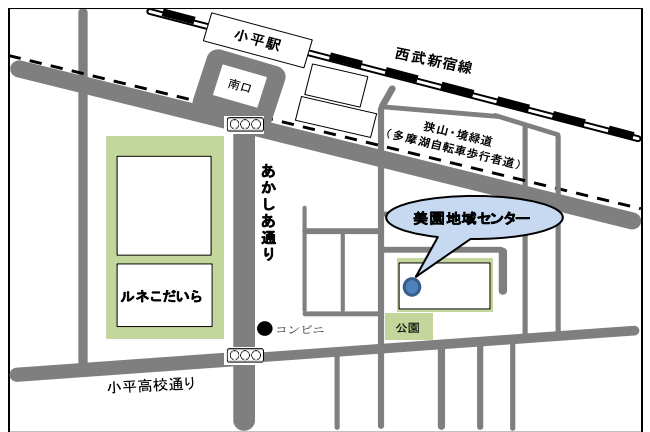 小平駅
西武新宿線
南口
狭山・境緑道
（多摩湖自転車歩行者道）
あかしあ通り
美園地域センター
ルネこだいら
コンビニ
公園
小平高校通り